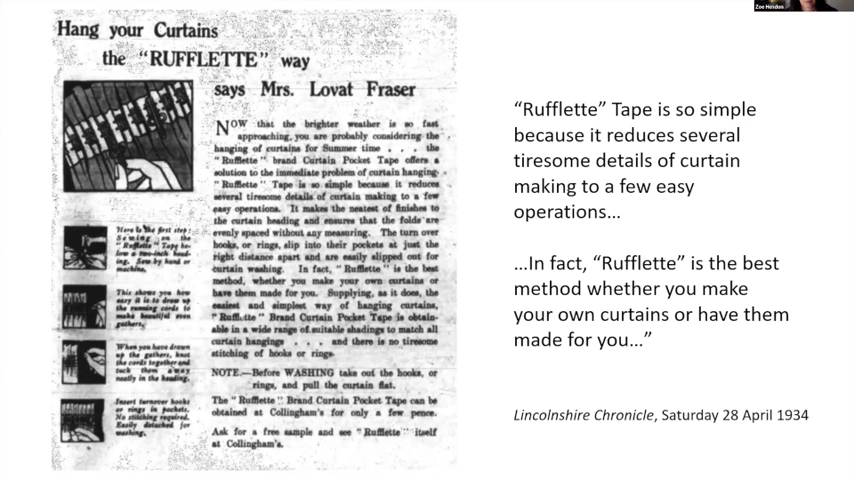 Zoe Hendon
Hang your Curtains
the "RUFFLETTE" way
says Mrs. Lovat Fraser
NOW that the brighter weather is so fast
approaching, you are probably considering the
hanging of curtains for Summer time . . . the
"Rufflette" brand Curtain Pocket Tape offers a
solution to the immediate problem of curtain hanging.
"Rufflette" Tape is so simple because it reduces
several tiresome details of curtain making to a few
easy operations. It makes the neatest of finishes to
the curtain heading and ensures that the folds are
evenly spaced without any measuring. The turn over
hooks, or rings, slip into their pockets at just the
right distance apart and are easily slipped out for
curtain washing. In fact, "Rufflette" is the best
method, whether you make your own curtains or
have them made for you. Supplying, as it does, the
easiest and simplest way of hanging curtains,
"Rufflette" Brand Curtain Pocket Tape is obtain-
able in a wide range of suitable shadings to match all
curtain hangings . . . and there is no tiresome
stitching of hooks or rings.
NOTE.—Before WASHING take out the hooks, or
rings, and pull the curtain flat.
The "Rufflette" Brand Curtain Pocket Tape can be
obtained at Collingham's for only a few pence.
Ask for a free sample and see "Rufflette" itself
at Collingham's.
Here is the first step:
Sewing on the
"Rufflette" Tape be-
low a two-inch head-
ing. Sew by hand or
machine.
This shows you how
easy it is to draw up
the running cords to
make beautiful even
gathers.
When you have drawn
up the gathers, knot
the cords together and
tuck them away
neatly in the heading.
Insert turnover hooks
or rings in pockets.
No stitching required.
Easily detached for
washing.
"Rufflette" Tape is so simple
because it reduces several
tiresome details of curtain
making to a few easy
operations…
…In fact, "Rufflette" is the best
method whether you make
your own curtains or have them
made for you…"
Lincolnshire Chronicle, Saturday 28 April 1934